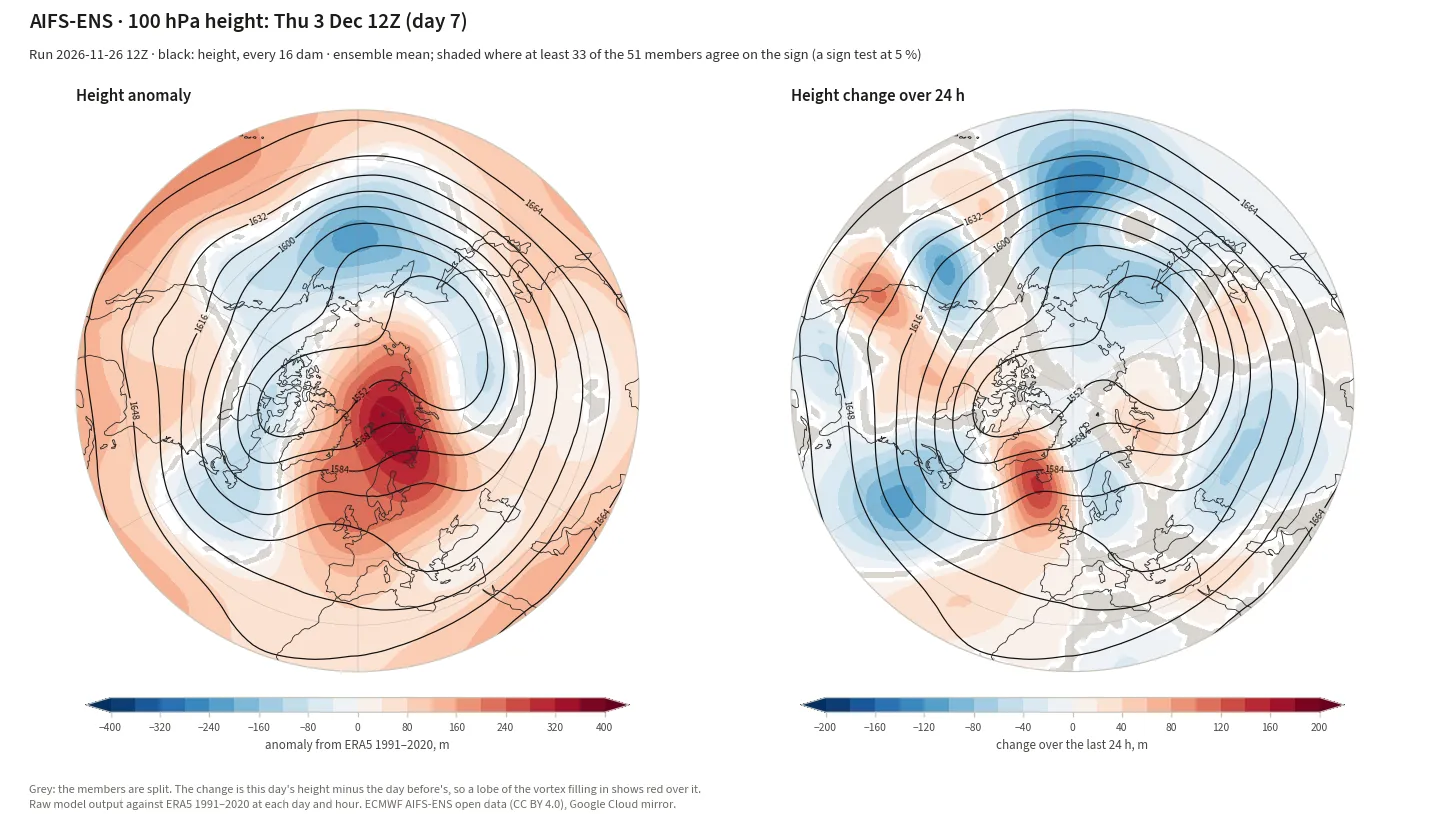 AIFS-ENS · 100 hPa height: Thu 3 Dec 12Z (day 7)
Run 2026-11-26 12Z · black: height, every 16 dam · ensemble mean; shaded where at least 33 of the 51 members agree on the sign (a sign test at 5 %)
Height anomaly
Height change over 24 h
1632
1600
1664
1616
1648
1552
1568
1584
1664
1632
1600
1664
1616
1648
1552
1568
1584
1664
−400 −320 −240 −160 −80 0 80 160 240 320 400
anomaly from ERA5 1991–2020, m
−200 −160 −120 −80 −40 0 40 80 120 160 200
change over the last 24 h, m
Grey: the members are split. The change is this day's height minus the day before's, so a lobe of the vortex filling in shows red over it.
Raw model output against ERA5 1991–2020 at each day and hour. ECMWF AIFS-ENS open data (CC BY 4.0), Google Cloud mirror.